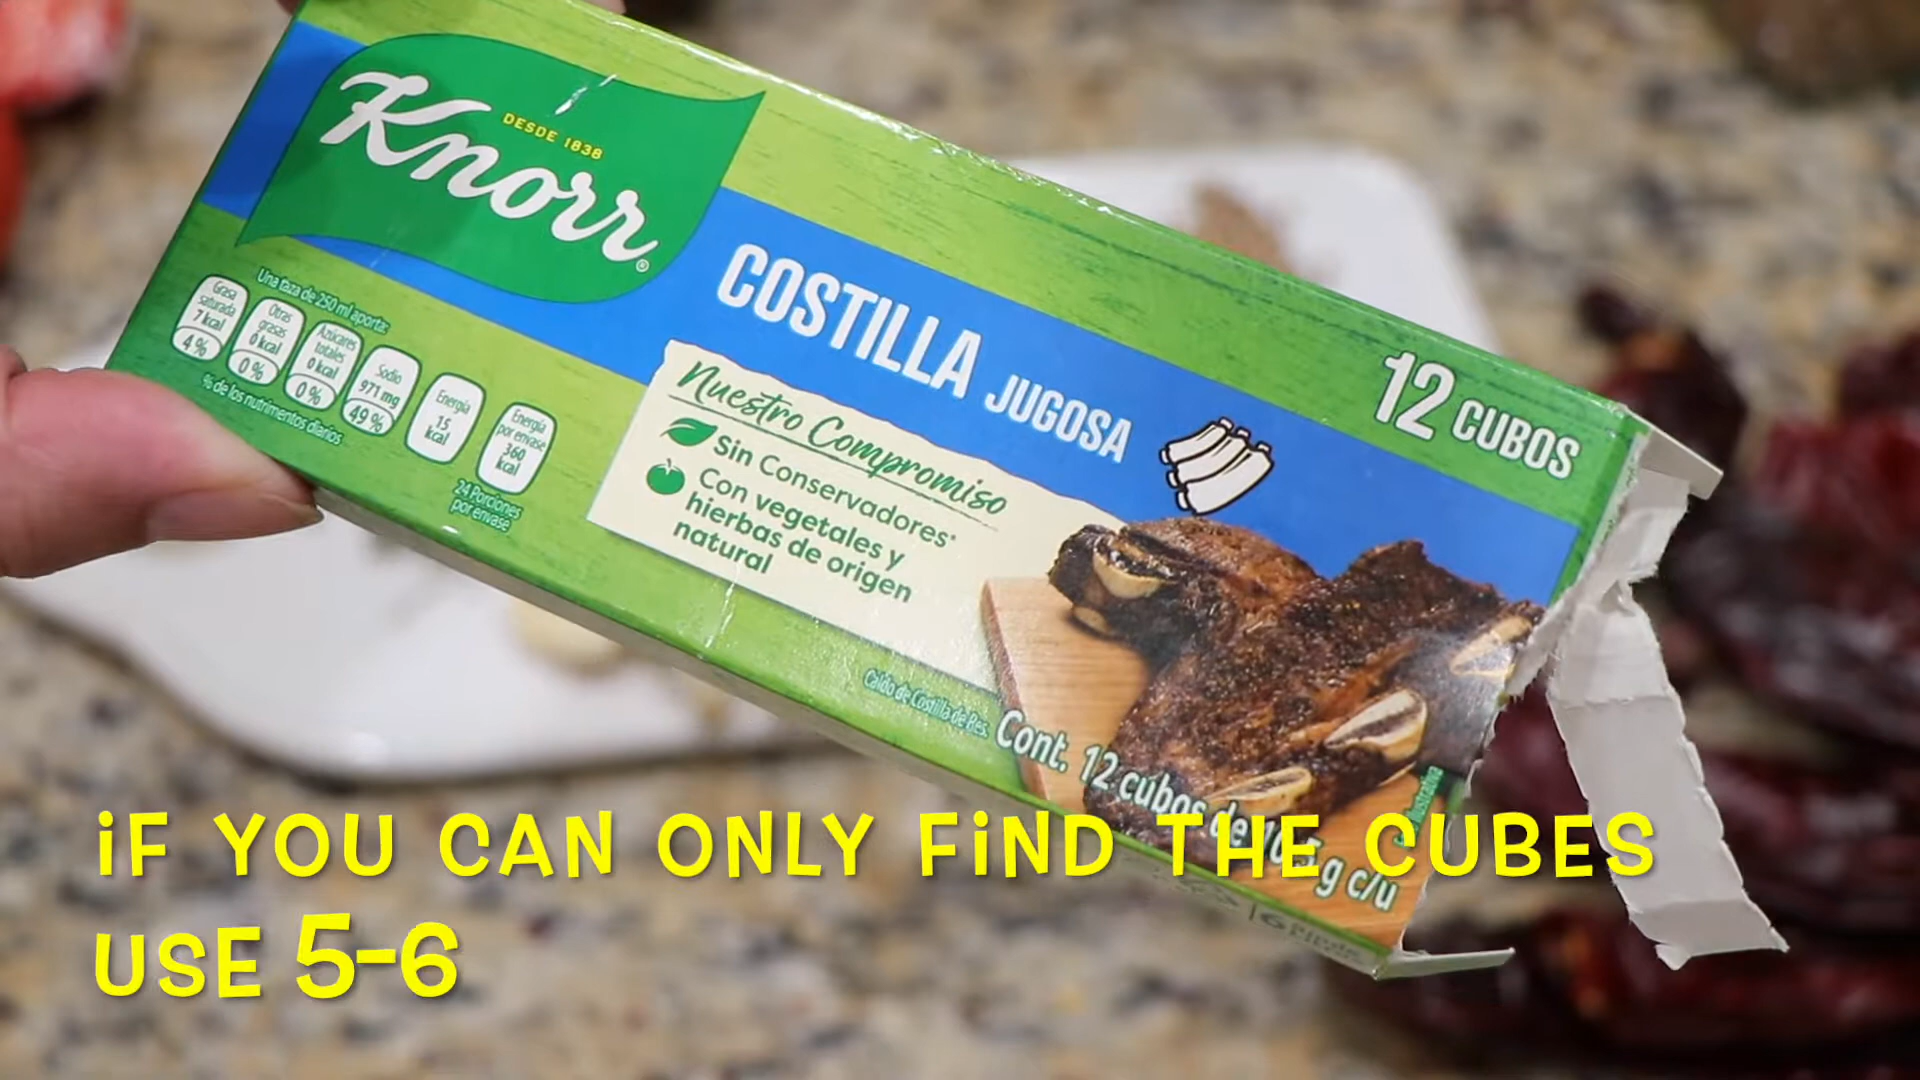 Knorr®
DESDE 1838
COSTILLA JUGOSA
12 CUBOS
Una taza de 250 ml aporta:
Grasa saturada 7 kcal 4%
Otras grasas 0 kcal 0%
Azúcares totales 0 kcal 0%
Sodio 971 mg 49%
Energía 15 kcal
Energía por envase 360 kcal
% de los nutrimentos diarios
24 Porciones
por envase
Nuestro Compromiso
Sin Conservadores*
Con vegetales y
hierbas de origen
natural
Caldo de Costilla de Res.
Cont. 12 cubos de 10.5 g c/u
iF YOU CAN ONLY FiND THE CUBES
USE 5-6